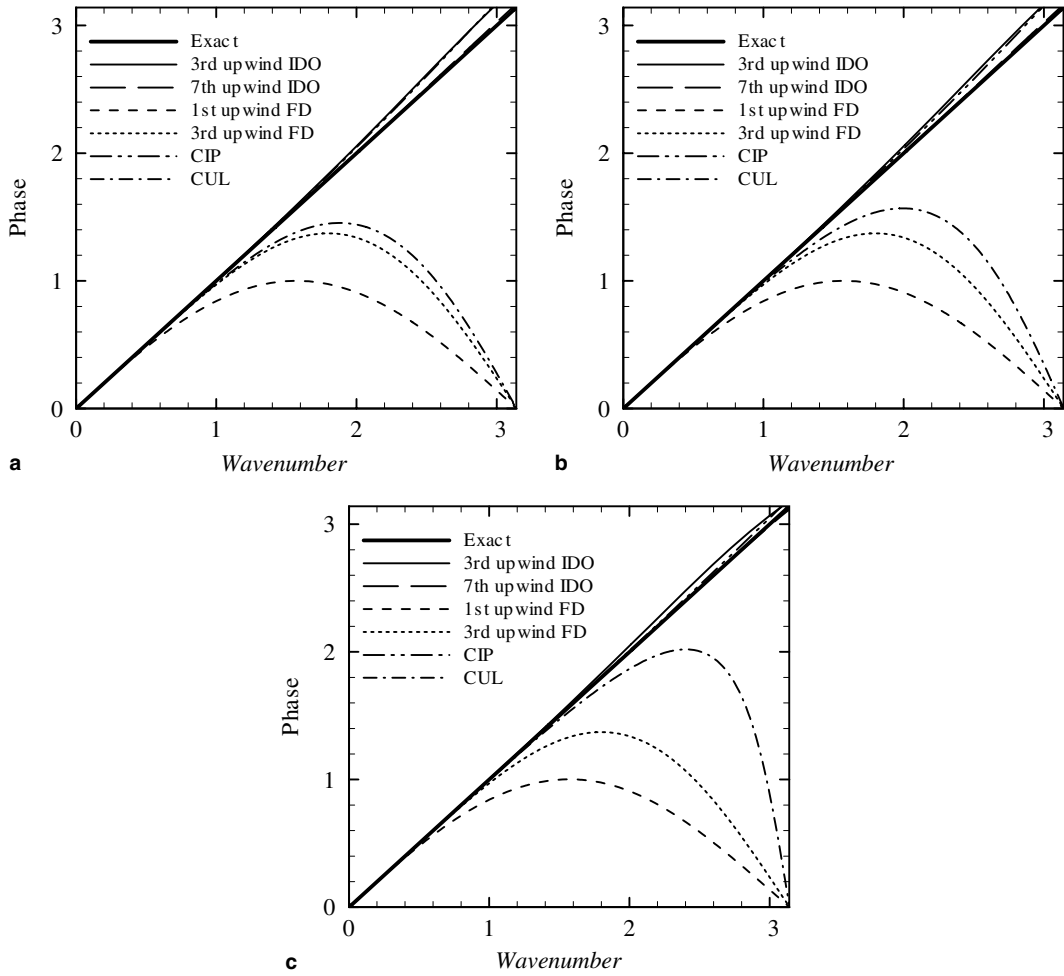 3
2
1
0
Phase
Exact
3rd upwind IDO
7th upwind IDO
1st upwind FD
3rd upwind FD
CIP
CUL
0 1 2 3
Wavenumber
a
3
2
1
0
Phase
Exact
3rd upwind IDO
7th upwind IDO
1st upwind FD
3rd upwind FD
CIP
CUL
0 1 2 3
Wavenumber
b
3
2
1
0
Phase
Exact
3rd upwind IDO
7th upwind IDO
1st upwind FD
3rd upwind FD
CIP
CUL
0 1 2 3
Wavenumber
c